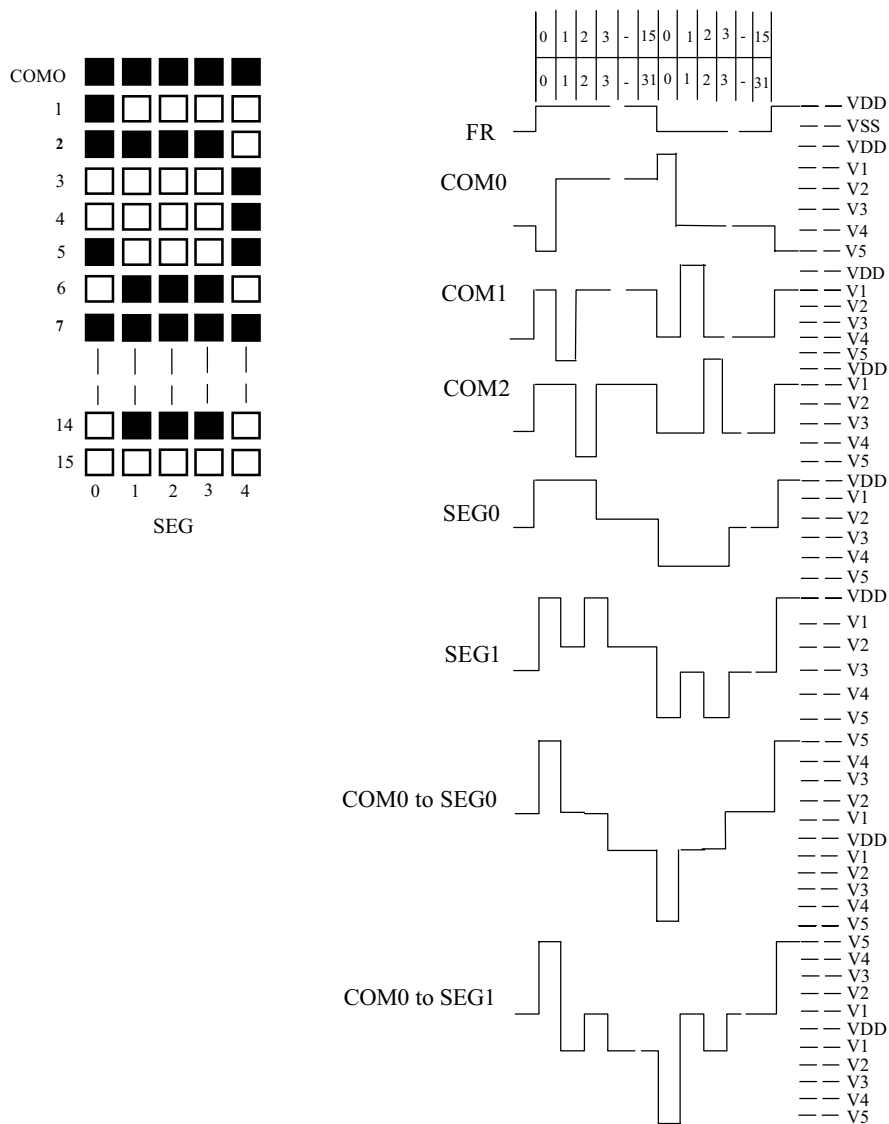 COMO
1
2
3
4
5
6
7
14
15
0 1 2 3 4
SEG
0 1 2 3 - 15 0 1 2 3 - 15
0 1 2 3 - 31 0 1 2 3 - 31
FR
VDD
VSS
COM0
VDD
V1
V2
V3
V4
V5
COM1
VDD
V1
V2
V3
V4
V5
COM2
VDD
V1
V2
V3
V4
V5
SEG0
VDD
V1
V2
V3
V4
V5
SEG1
VDD
V1
V2
V3
V4
V5
COM0 to SEG0
V5
V4
V3
V2
V1
VDD
V1
V2
V3
V4
V5
COM0 to SEG1
V5
V4
V3
V2
V1
VDD
V1
V2
V3
V4
V5